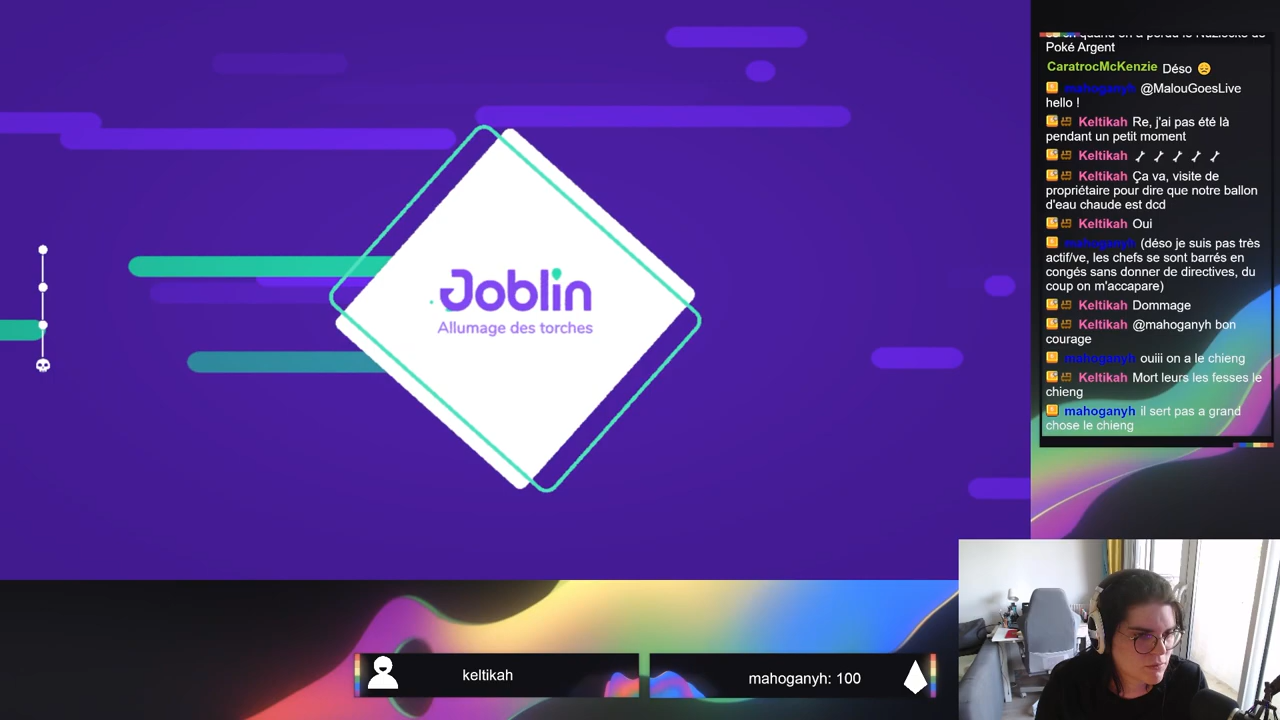 Joblin
Allumage des torches
Poké Argent
CaratrocMcKenzie Déso
mahoganyh @MalouGoesLive
hello !
Keltikah Re, j'ai pas été là
pendant un petit moment
Keltikah
Keltikah Ça va, visite de
propriétaire pour dire que notre ballon
d'eau chaude est dcd
Keltikah Oui
mahoganyh (déso je suis pas très
actif/ve, les chefs se sont barrés en
congés sans donner de directives, du
coup on m'accapare)
Keltikah Dommage
Keltikah @mahoganyh bon
courage
mahoganyh ouiii on a le chieng
Keltikah Mort leurs les fesses le
chieng
mahoganyh il sert pas a grand
chose le chieng
keltikah
mahoganyh: 100